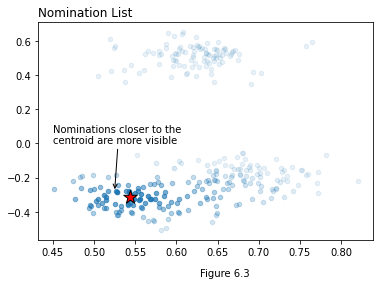 Nomination List
0.6
0.4
0.2
0.0
−0.2
−0.4
Nominations closer to the
centroid are more visible
0.45 0.50 0.55 0.60 0.65 0.70 0.75 0.80
Figure 6.3